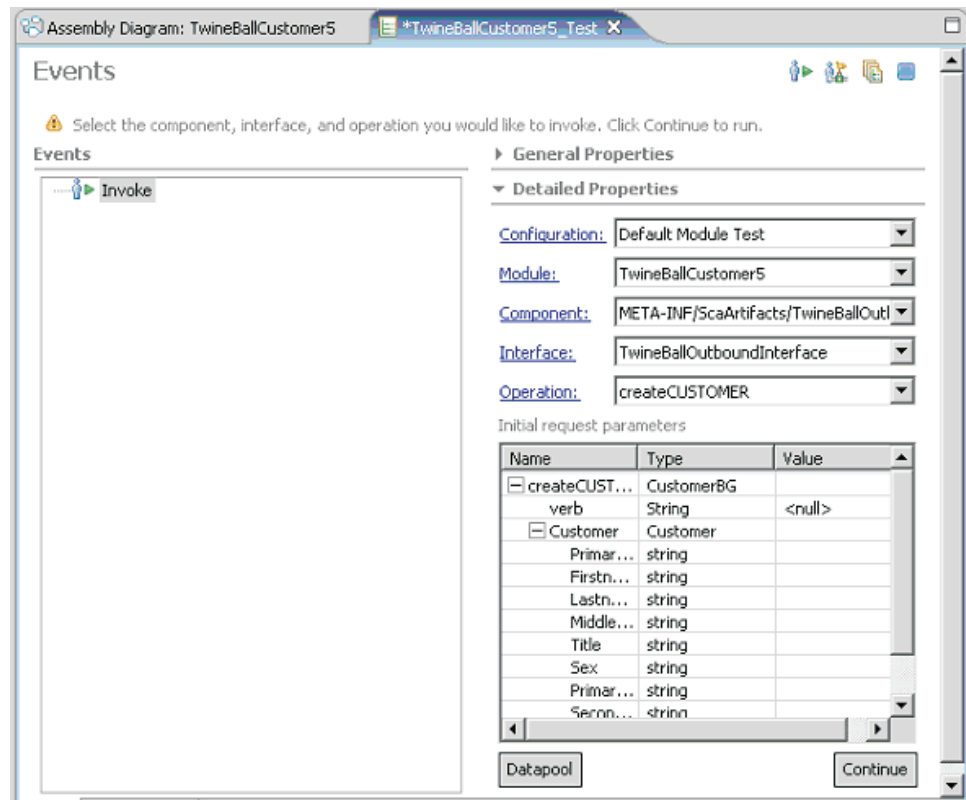 Assembly Diagram: TwineBallCustomer5
*TwineBallCustomer5_Test
Events
Select the component, interface, and operation you would like to invoke. Click Continue to run.
Events
General Properties
Invoke
Detailed Properties
Configuration: Default Module Test
Module: TwineBallCustomer5
Component: META-INF/ScaArtifacts/TwineBallOutl
Interface: TwineBallOutboundInterface
Operation: createCUSTOMER
Initial request parameters
Name Type Value
createCUST... CustomerBG
verb String <null>
Customer Customer
Primar... string
Firstn... string
Lastn... string
Middle... string
Title string
Sex string
Primar... string
Secon... string
Datapool Continue